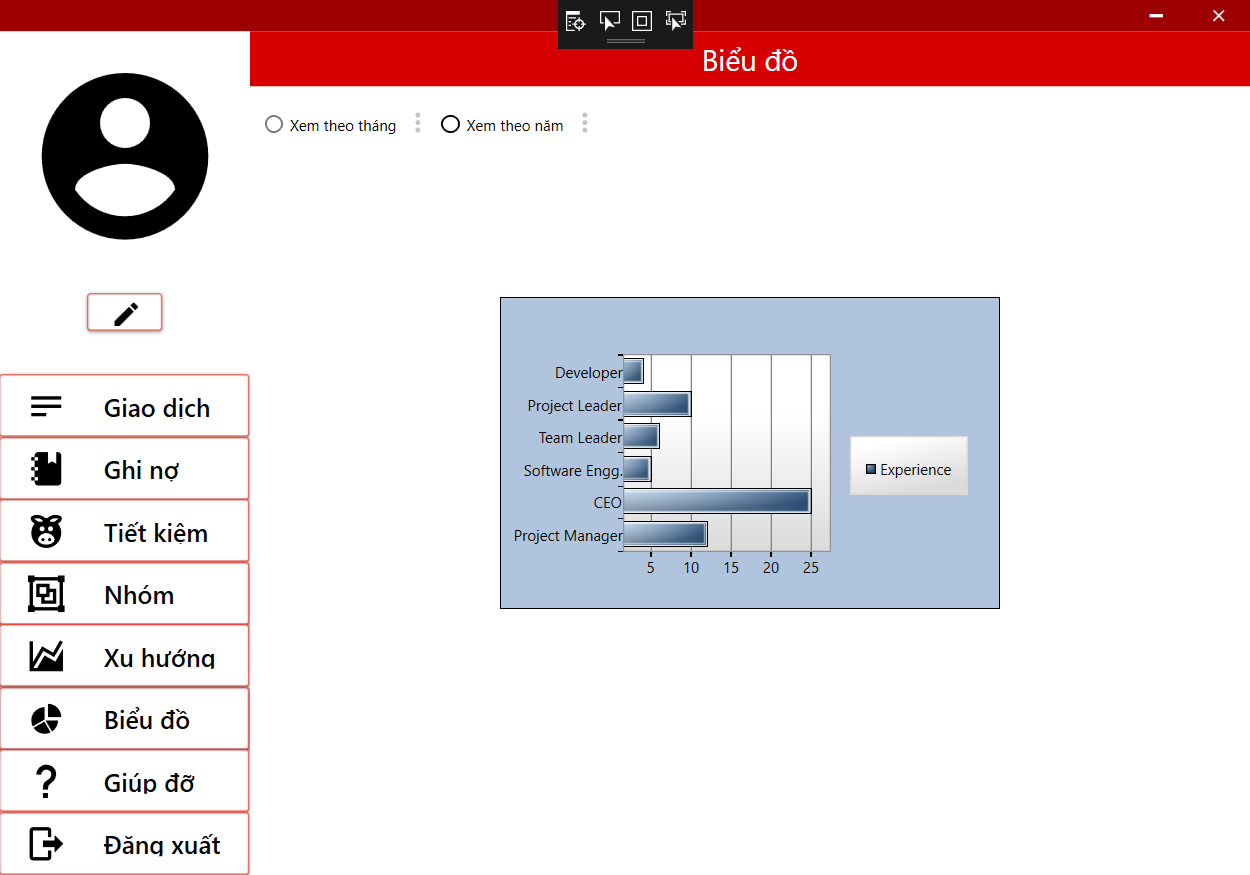 Biểu đồ
Xem theo tháng
Xem theo năm
Giao dịch
Ghi nợ
Tiết kiệm
Nhóm
Xu hướng
Biểu đồ
Giúp đỡ
Đăng xuất
Developer
Project Leader
Team Leader
Software Engg.
CEO
Project Manager
5 10 15 20 25
Experience